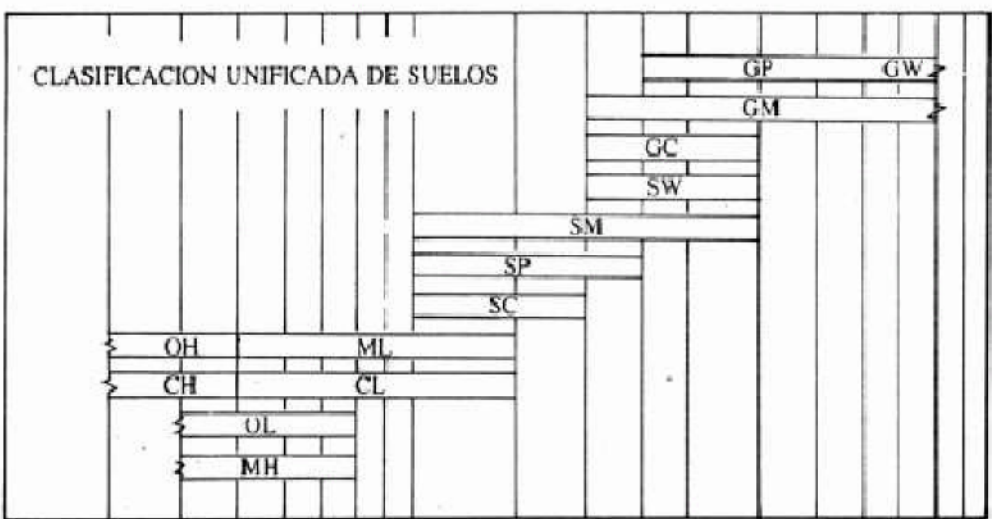 CLASIFICACION UNIFICADA DE SUELOS
GP GW
GM
GC
SW
SM
SP
SC
OH ML
CH CL
OL
MH